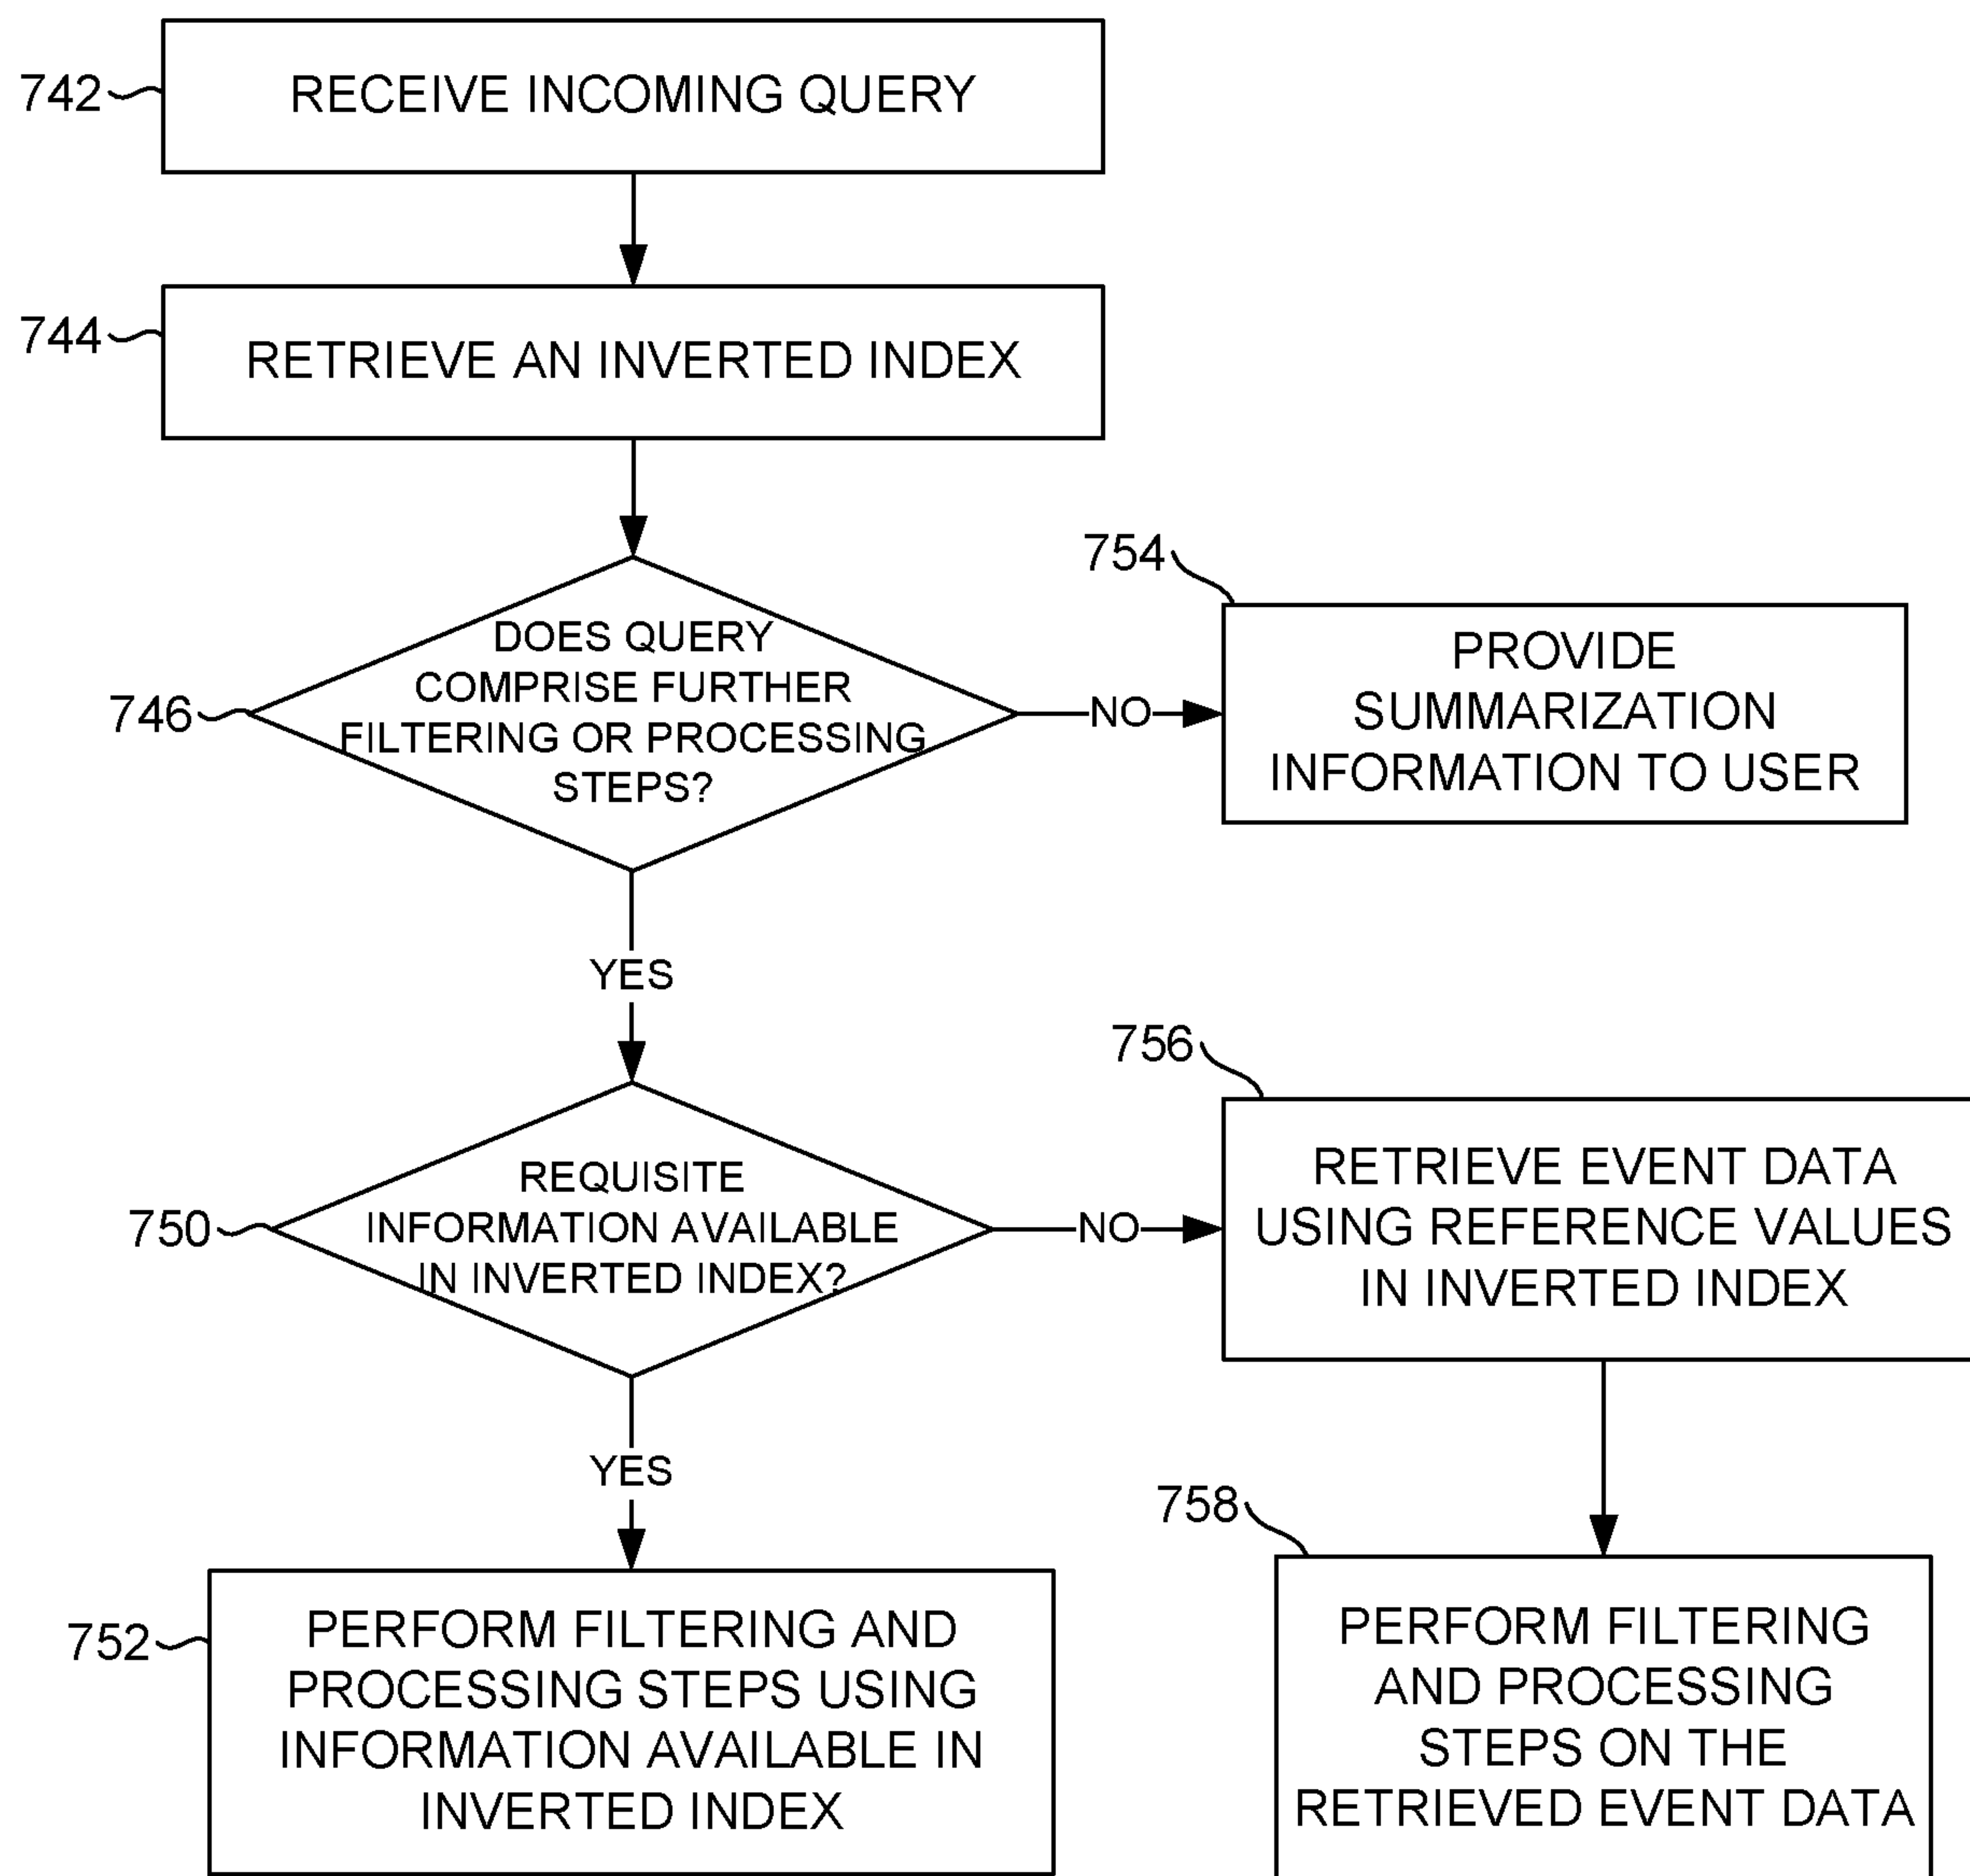 742
RECEIVE INCOMING QUERY
744
RETRIEVE AN INVERTED INDEX
746
DOES QUERY
COMPRISE FURTHER
FILTERING OR PROCESSING
STEPS?
NO
754
PROVIDE
SUMMARIZATION
INFORMATION TO USER
YES
750
REQUISITE
INFORMATION AVAILABLE
IN INVERTED INDEX?
NO
756
RETRIEVE EVENT DATA
USING REFERENCE VALUES
IN INVERTED INDEX
YES
752
PERFORM FILTERING AND
PROCESSING STEPS USING
INFORMATION AVAILABLE IN
INVERTED INDEX
758
PERFORM FILTERING
AND PROCESSING
STEPS ON THE
RETRIEVED EVENT DATA